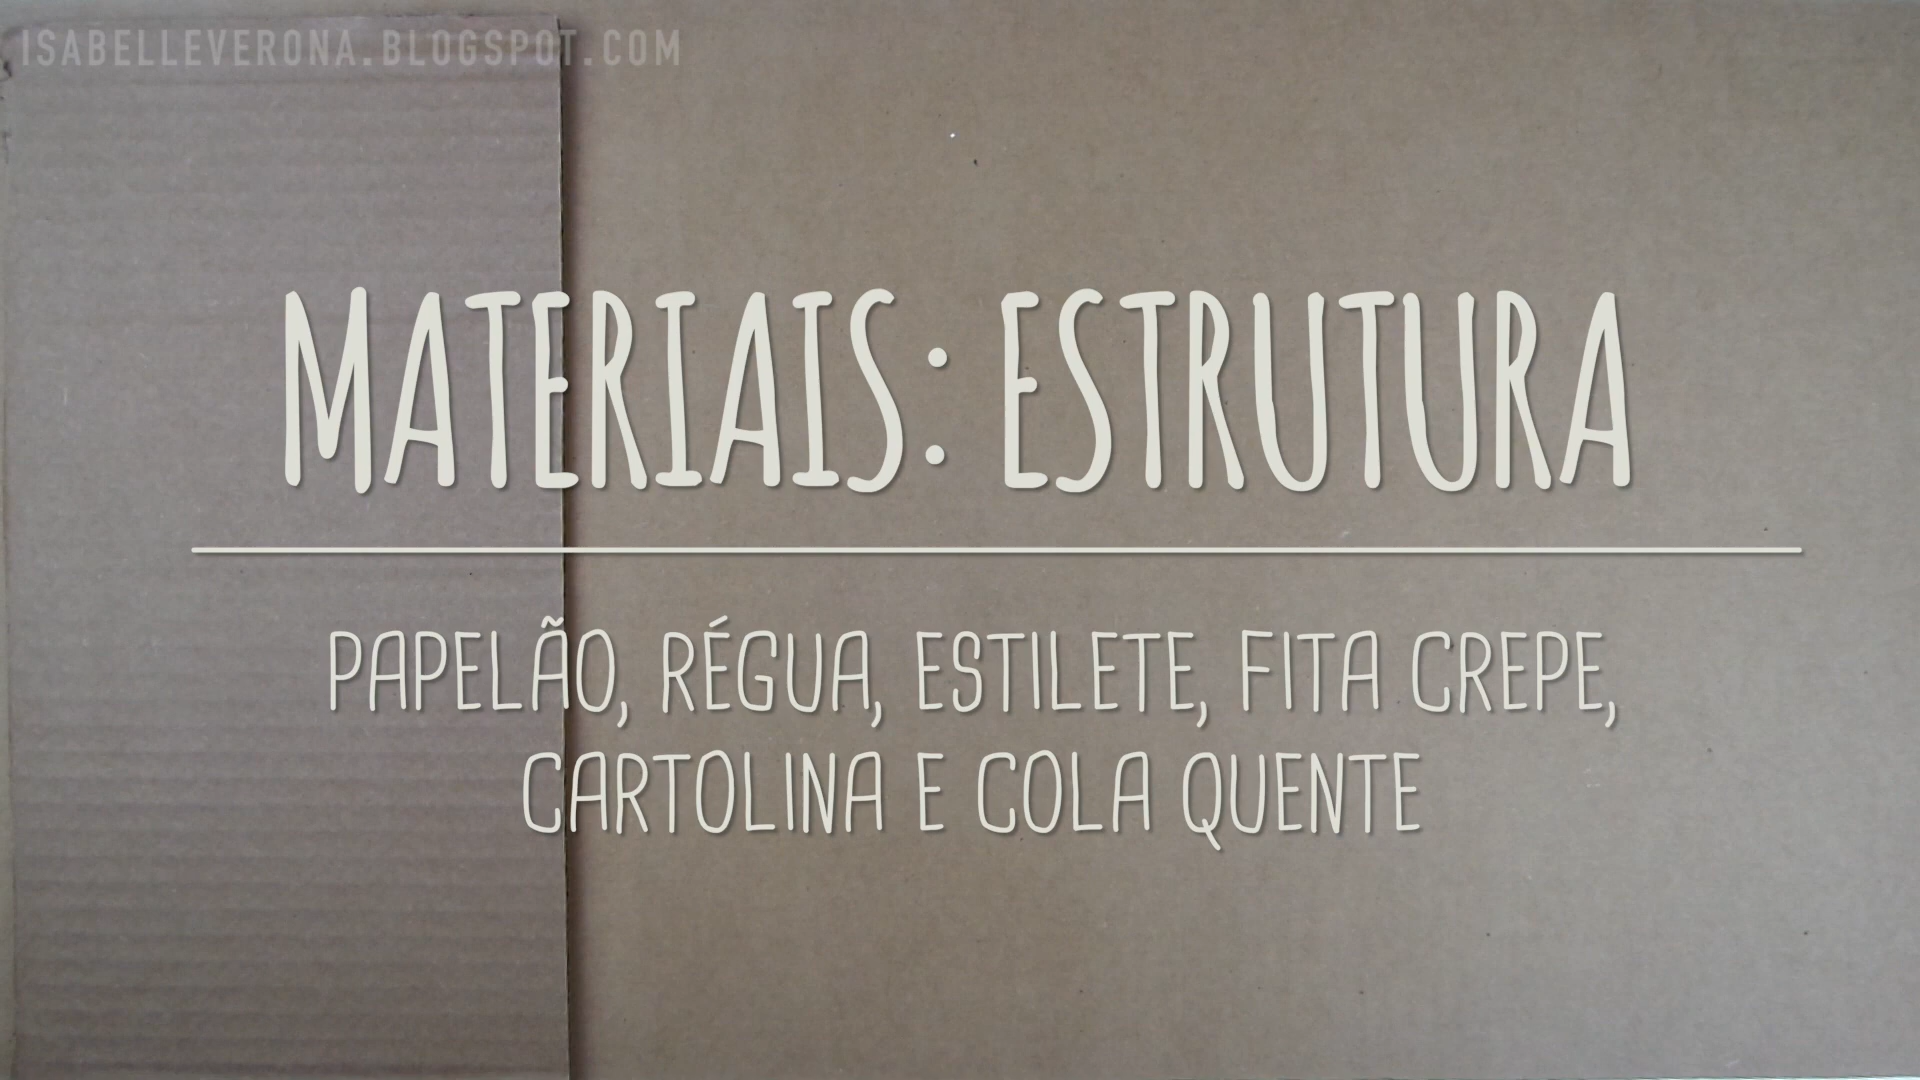 ISABELLEVERONA.BLOGSPOT.COM
MATERIAIS: ESTRUTURA
PAPELÃO, RÉGUA, ESTILETE, FITA CREPE,
CARTOLINA E COLA QUENTE